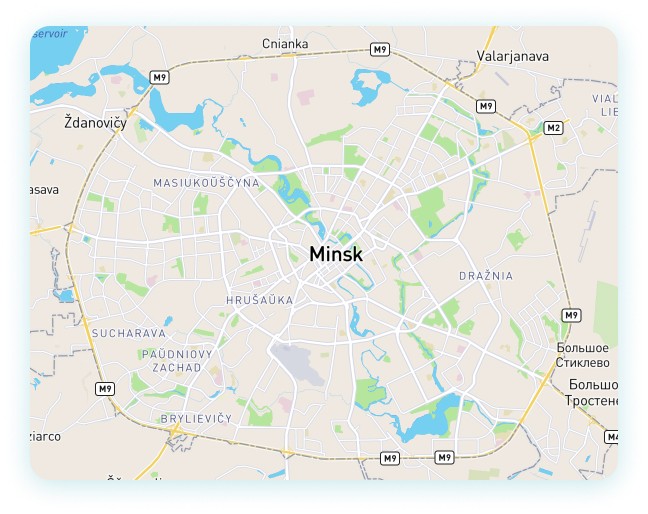 servoir
Cnianka
M9
Valarjanava
M9
VIAL
LIE
M9
Ždanovičy
M2
MASIUKOŬŠČYNA
asava
Minsk
DRAŽNIA
HRUŠAŬKA
M9
SUCHARAVA
PAŬDNIOVY
ZACHAD
Большое
Стиклево
M9
Большо
Тростене
BRYLIEVIČY
ziarco
M4
M9
M9